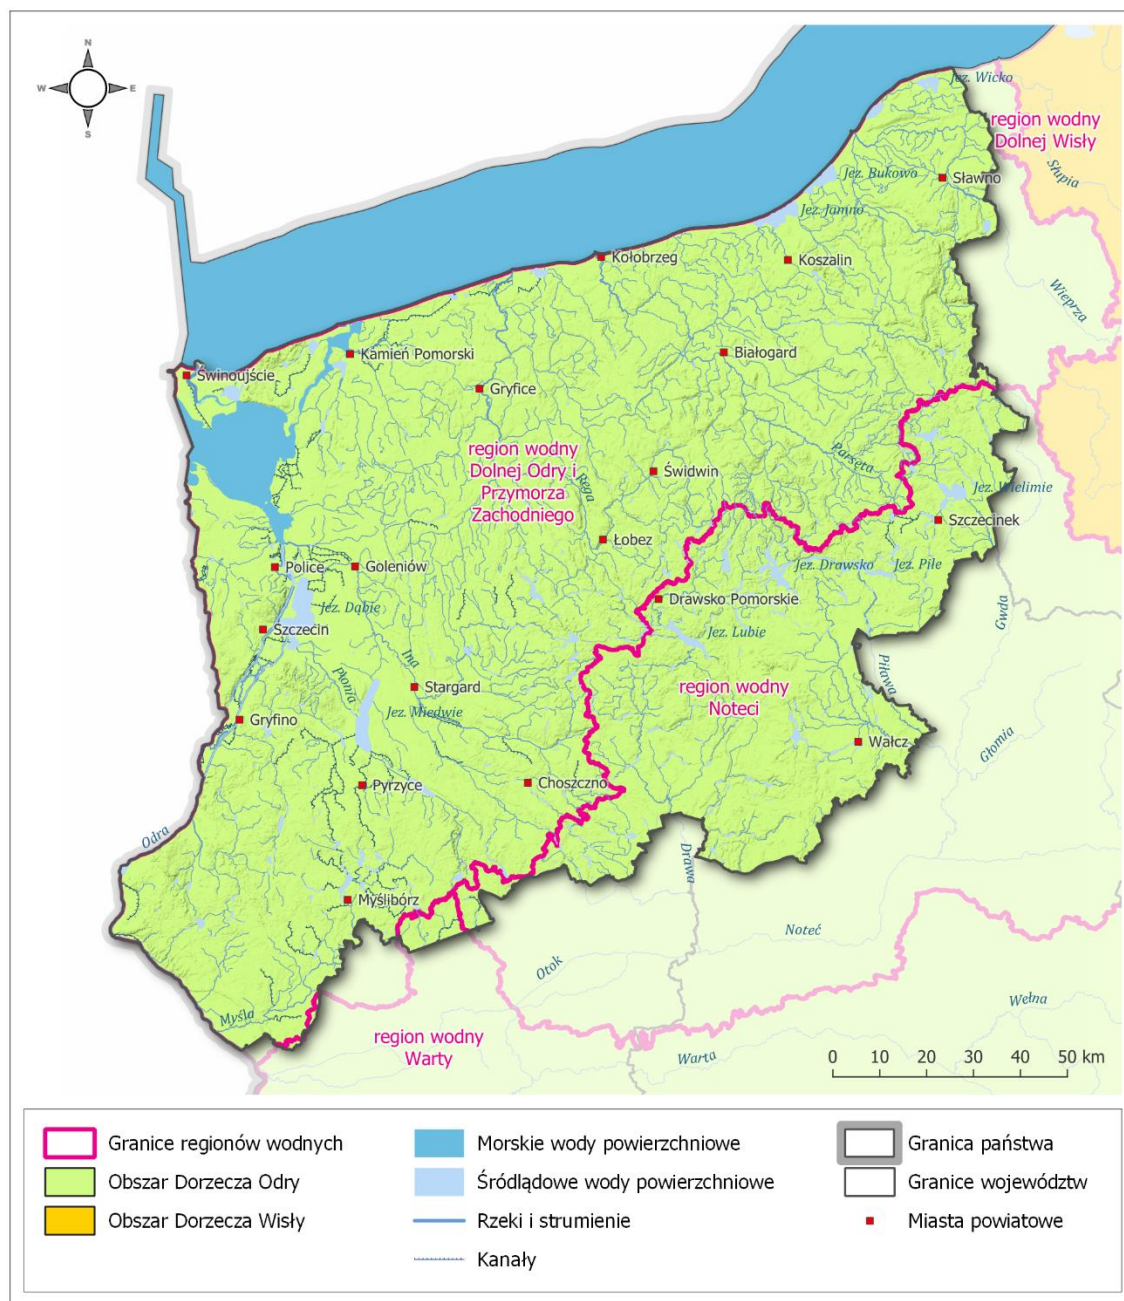 N
W
E
S
Jez. Wicko
region wodny
Dolnej Wisły
Słupia
Jez. Bukowo
Sławno
Jez. Jamno
Kołobrzeg
Koszalin
Wieprza
Kamień Pomorski
Białogard
Świnoujście
Gryfice
region wodny
Dolnej Odry i
Przymorza
Zachodniego
Rega
Parsęta
Świdwin
Jez. Wielimie
Szczecinek
Łobez
Police
Goleniów
Jez. Drawsko
Jez. Pile
Jez. Dąbie
Drawsko Pomorskie
Gwda
Szczecin
Jez. Lubie
Ina
Płonia
Stargard
region wodny
Noteci
Piława
Jez. Miedwie
Gryfino
Wałcz
Głomia
Pyrzyce
Choszczno
Odra
Drawa
Myślibórz
Noteć
Otok
Wełna
Myśla
region wodny
Warty
Warta
0 10 20 30 40 50 km
Granice regionów wodnych
Morskie wody powierzchniowe
Granica państwa
Obszar Dorzecza Odry
Śródlądowe wody powierzchniowe
Granice województw
Obszar Dorzecza Wisły
Rzeki i strumienie
Miasta powiatowe
Kanały